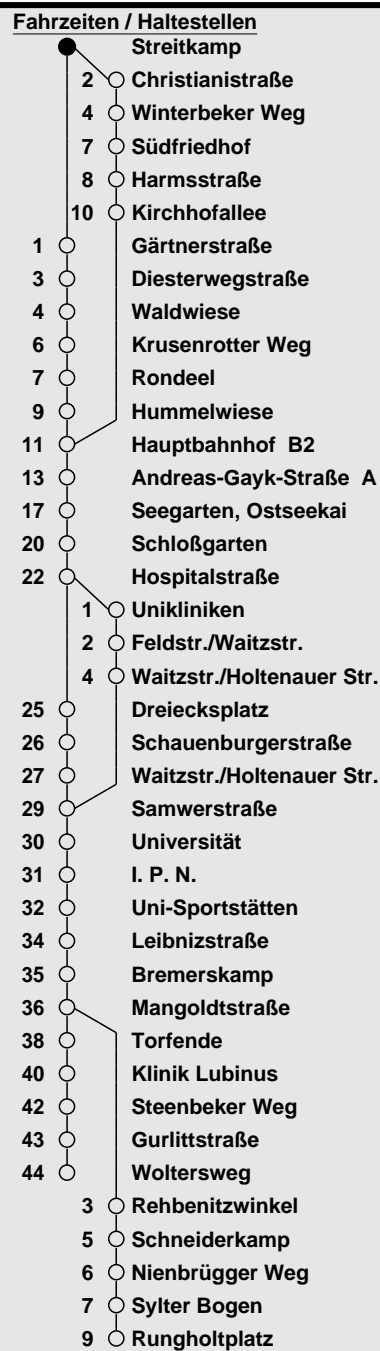 Fahrzeiten / Haltestellen
Streitkamp
2 Christianistraße
4 Winterbeker Weg
7 Südfriedhof
8 Harmsstraße
10 Kirchhofallee
1 Gärtnerstraße
3 Diesterwegstraße
4 Waldwiese
6 Krusenrotter Weg
7 Rondeel
9 Hummelwiese
11 Hauptbahnhof B2
13 Andreas-Gayk-Straße A
17 Seegarten, Ostseekai
20 Schloßgarten
22 Hospitalstraße
1 Unikliniken
2 Feldstr./Waitzstr.
4 Waitzstr./Holtenauer Str.
25 Dreiecksplatz
26 Schauenburgerstraße
27 Waitzstr./Holtenauer Str.
29 Samwerstraße
30 Universität
31 I. P. N.
32 Uni-Sportstätten
34 Leibnizstraße
35 Bremerskamp
36 Mangoldtstraße
38 Torfende
40 Klinik Lubinus
42 Steenbeker Weg
43 Gurlittstraße
44 Woltersweg
3 Rehbenitzwinkel
5 Schneiderkamp
6 Nienbrügger Weg
7 Sylter Bogen
9 Rungholtplatz